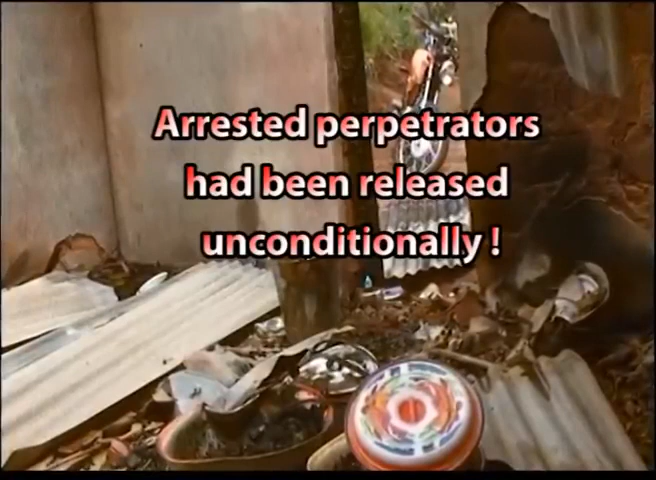 Arrested perpetrators
had been released
unconditionally !